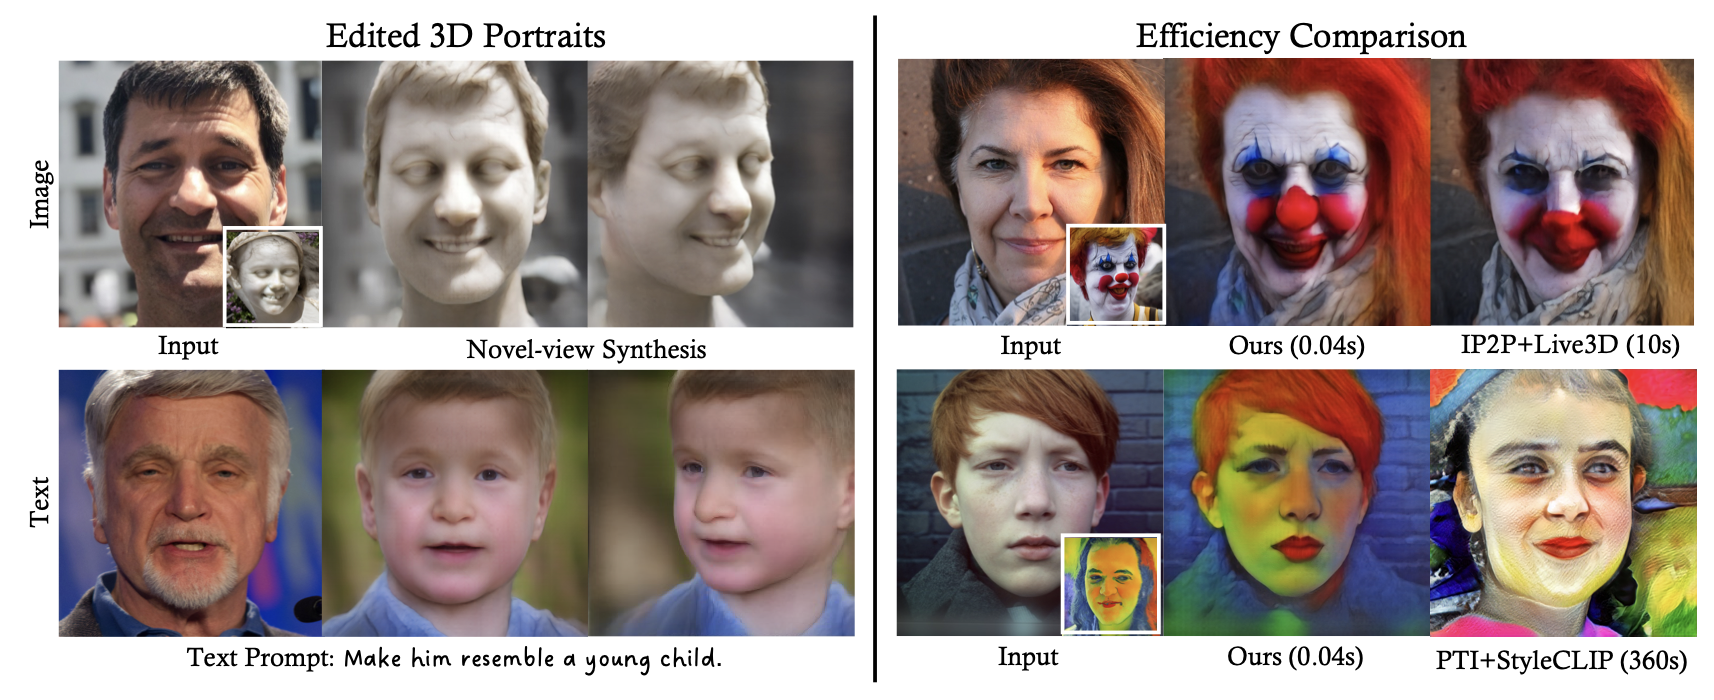 Edited 3D Portraits
Image
Input
Novel-view Synthesis
Text
Text Prompt: Make him resemble a young child.
Efficiency Comparison
Input
Ours (0.04s)
IP2P+Live3D (10s)
Input
Ours (0.04s)
PTI+StyleCLIP (360s)